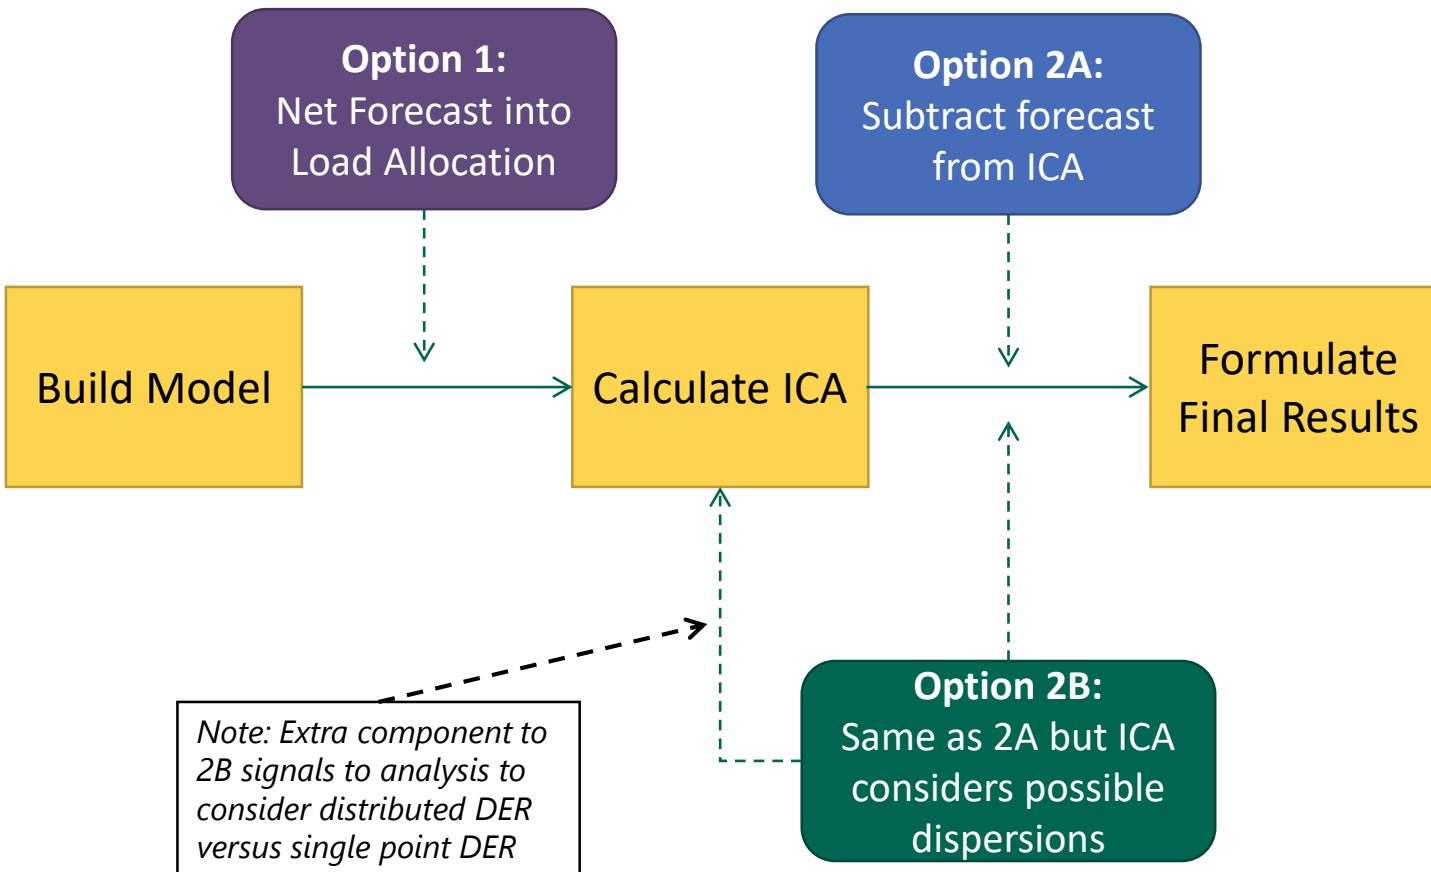 Option 1:
Net Forecast into
Load Allocation
Option 2A:
Subtract forecast
from ICA
Build Model
Calculate ICA
Formulate
Final Results
Note: Extra component to
2B signals to analysis to
consider distributed DER
versus single point DER
Option 2B:
Same as 2A but ICA
considers possible
dispersions